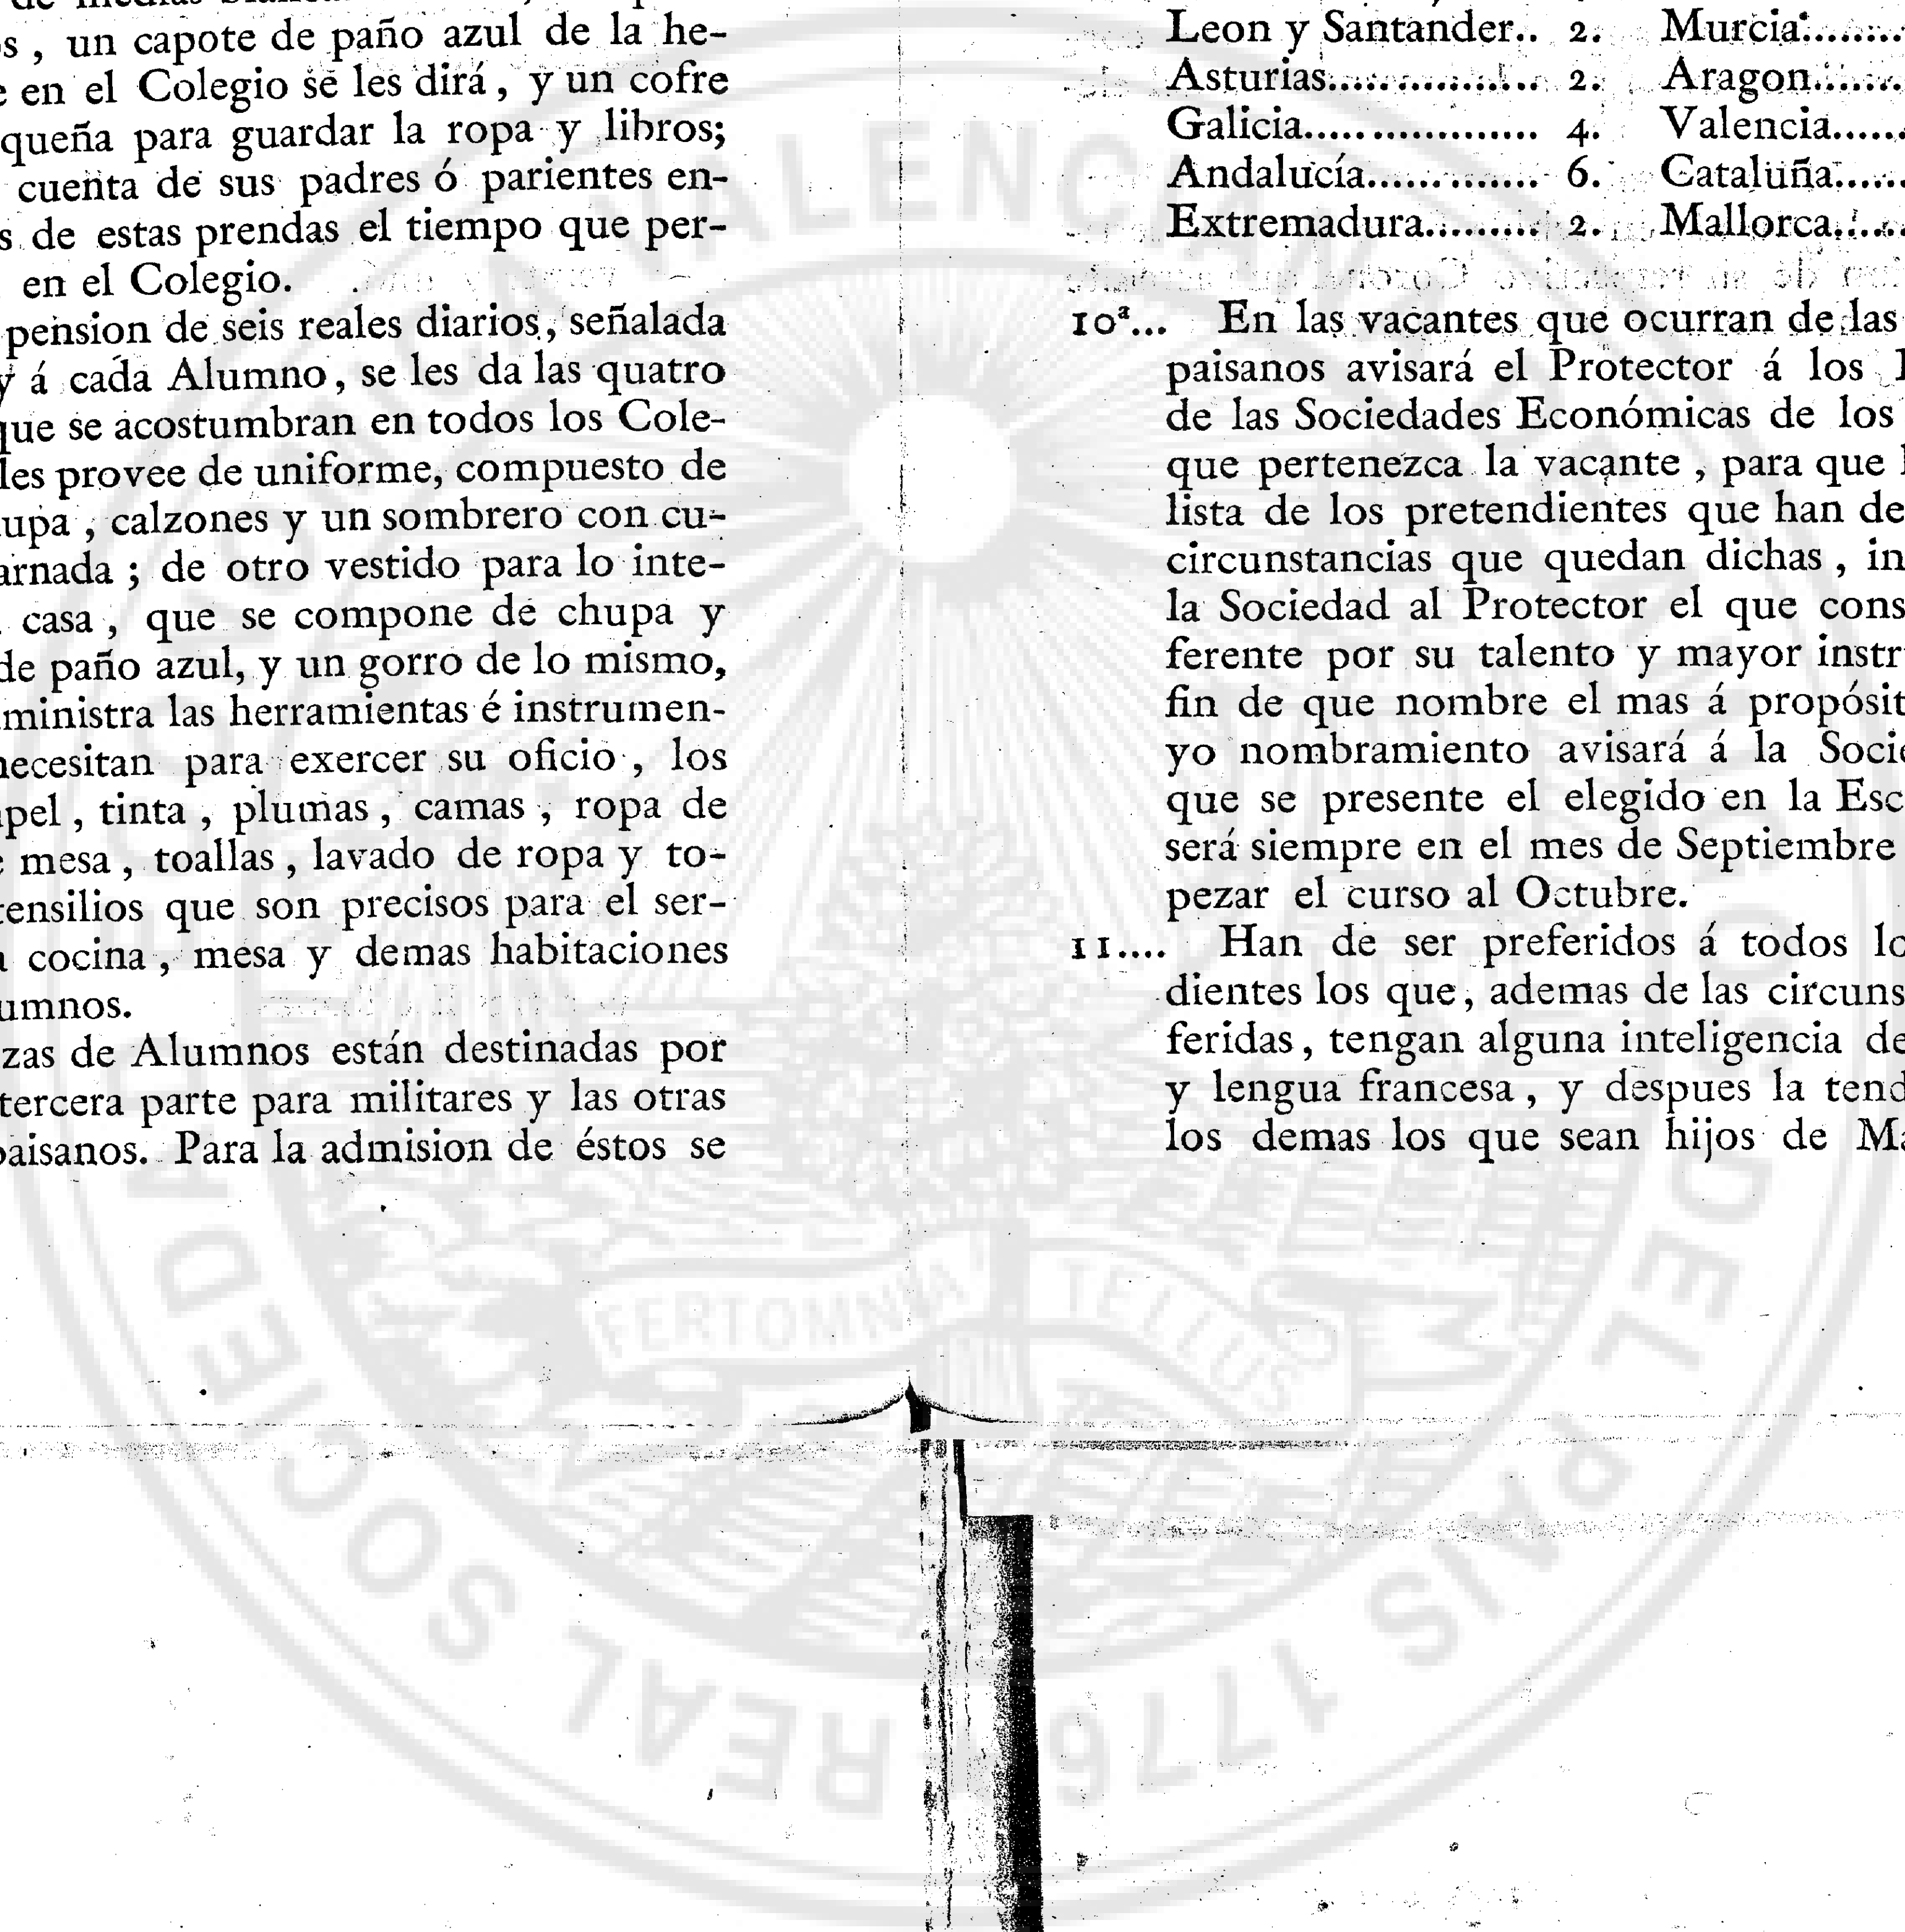 s, un capote de paño azul de la he-
en el Colegio se les dirá, y un cofre
queña para guardar la ropa y libros;
cuenta de sus padres ó parientes en-
s de estas prendas el tiempo que per-
en el Colegio.
pension de seis reales diarios, señalada
y á cada Alumno, se les da las quatro
que se acostumbran en todos los Cole-
les provee de uniforme, compuesto de
upa, calzones y un sombrero con cu-
arnada; de otro vestido para lo inte-
casa, que se compone de chupa y
de paño azul, y un gorro de lo mismo,
ministra las herramientas é instrumen-
necesitan para exercer su oficio, los
pel, tinta, plumas, camas, ropa de
mesa, toallas, lavado de ropa y to-
tensilios que son precisos para el ser-
cocina, mesa y demas habitaciones
umnos.
zas de Alumnos están destinadas por
tercera parte para militares y las otras
paisanos. Para la admision de éstos se
Leon y Santander.. 2. Murcia........
Asturias.................. 2. Aragon.......
Galicia................... 4. Valencia......
Andalucía.............. 6. Cataluña......
Extremadura......... 2. Mallorca......
10ª... En las vacantes que ocurran de las
paisanos avisará el Protector á los
de las Sociedades Económicas de los
que pertenezca la vacante, para que
lista de los pretendientes que han de
circunstancias que quedan dichas, in
la Sociedad al Protector el que cons
ferente por su talento y mayor instr
fin de que nombre el mas á propósit
yo nombramiento avisará á la Socie
que se presente el elegido en la Esc
será siempre en el mes de Septiembre
pezar el curso al Octubre.
11.... Han de ser preferidos á todos lo
dientes los que, ademas de las circuns
feridas, tengan alguna inteligencia de
y lengua francesa, y despues la tend
los demas los que sean hijos de Ma
FERT OMNIA TELLUS
REAL SOCIEDAD VALENC DEL PAIS 1776